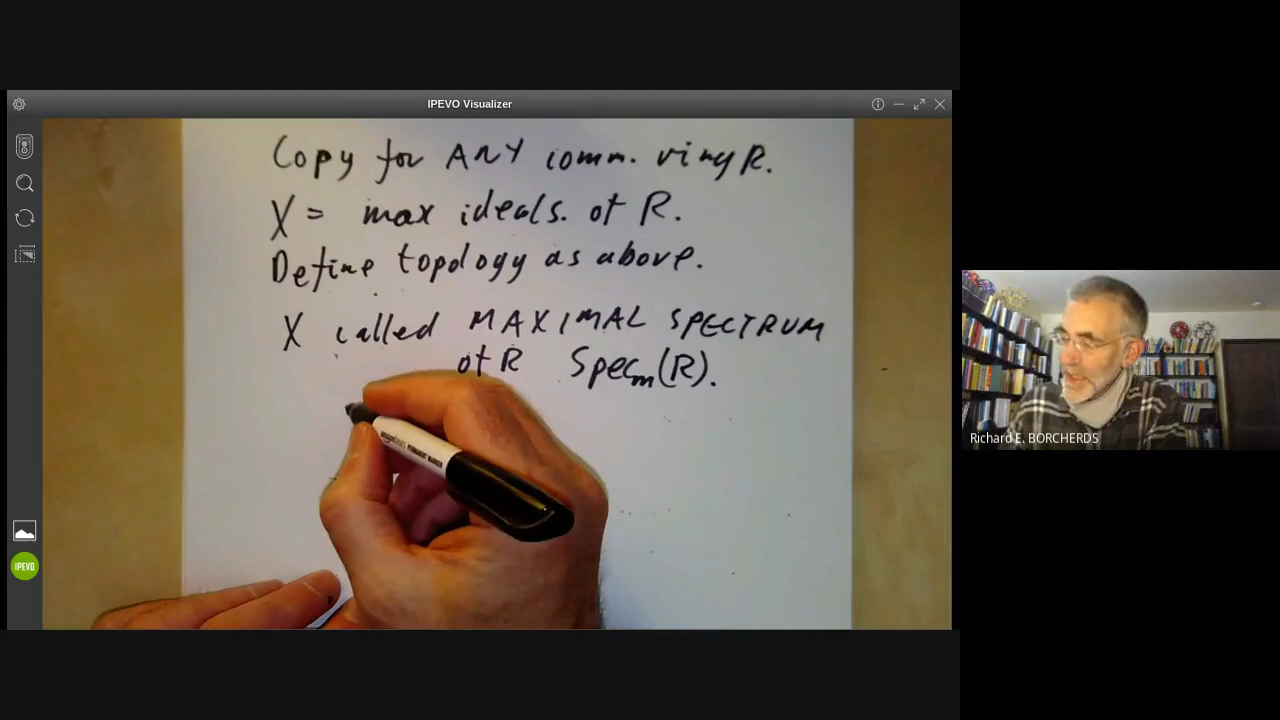 IPEVO Visualizer
Copy for ANY comm. ring R.
X = max ideals. of R.
Define topology as above.
X called MAXIMAL SPECTRUM
of R Specm(R).
IPEVO
Richard E. BORCHERDS